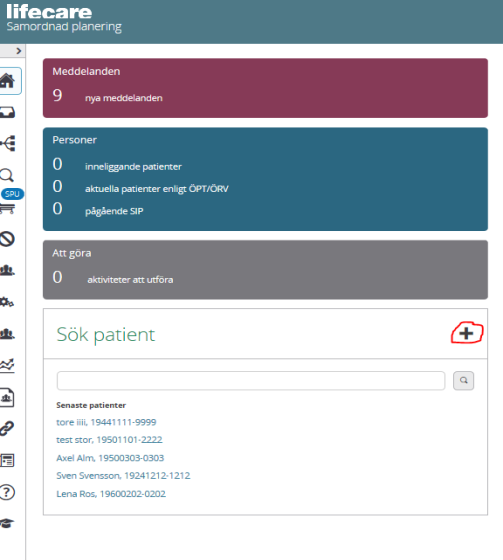 lifecare
Samordnad planering
Meddelanden
9 nya meddelanden
Personer
0 inneliggande patienter
0 aktuella patienter enligt ÖPT/ÖRV
0 pågående SIP
SPU
Att göra
0 aktiviteter att utföra
Sök patient
Senaste patienter
tore iiii, 19441111-9999
test stor, 19501101-2222
Axel Alm, 19500303-0303
Sven Svensson, 19241212-1212
Lena Ros, 19600202-0202